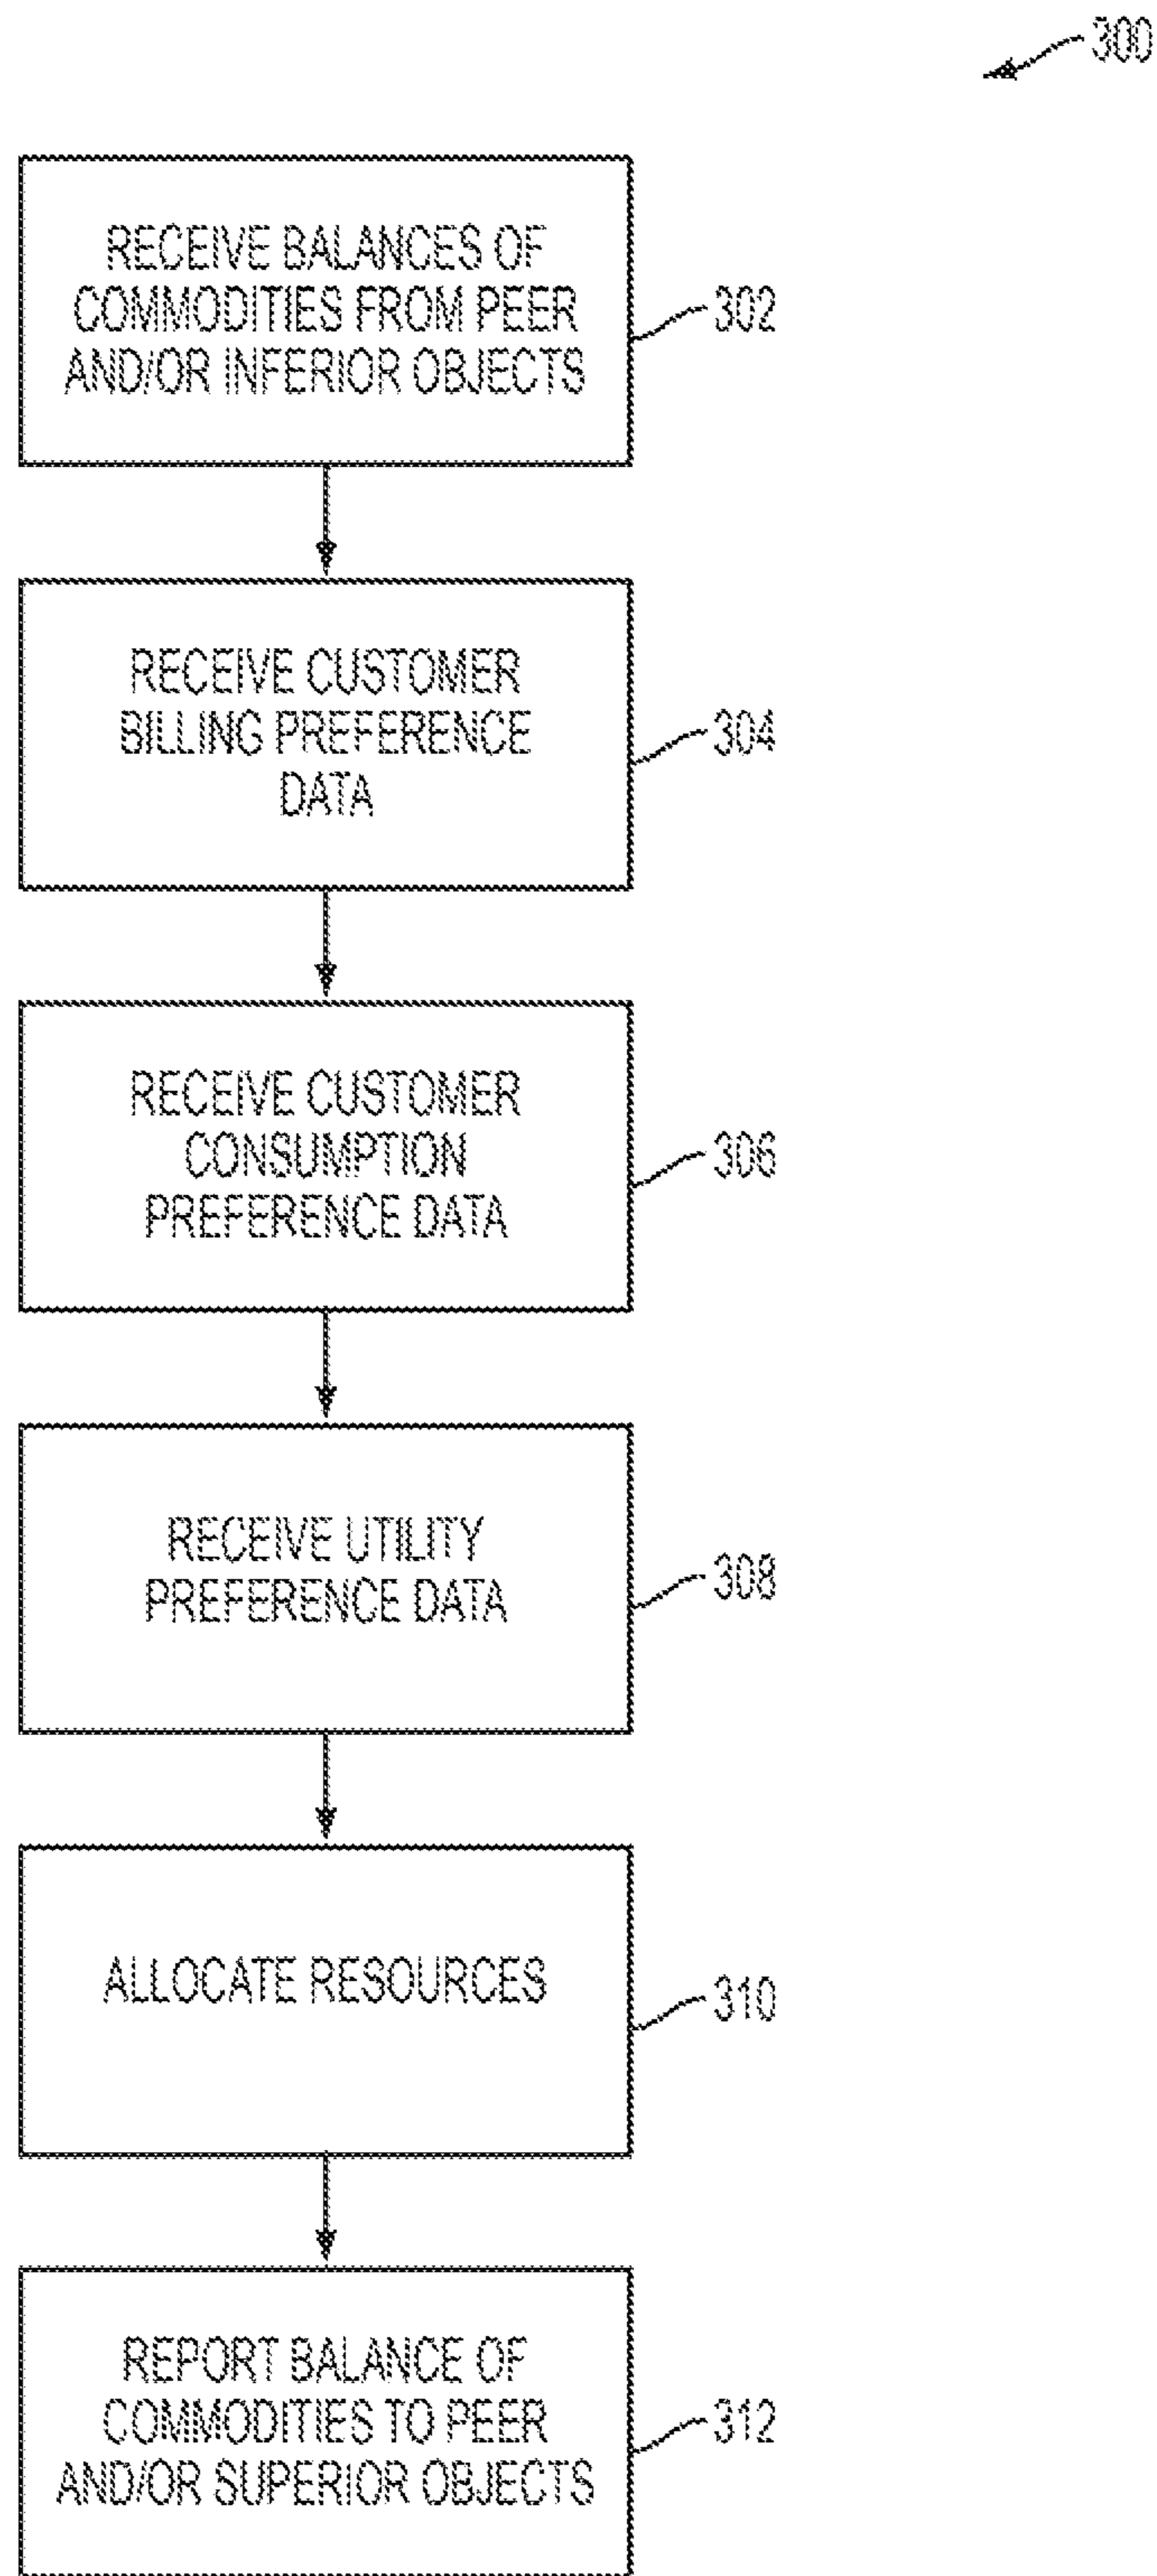 300
RECEIVE BALANCES OF
COMMODITIES FROM PEER
AND/OR INFERIOR OBJECTS
302
RECEIVE CUSTOMER
BILLING PREFERENCE
DATA
304
RECEIVE CUSTOMER
CONSUMPTION
PREFERENCE DATA
306
RECEIVE UTILITY
PREFERENCE DATA
308
ALLOCATE RESOURCES
310
REPORT BALANCE OF
COMMODITIES TO PEER
AND/OR SUPERIOR OBJECTS
312